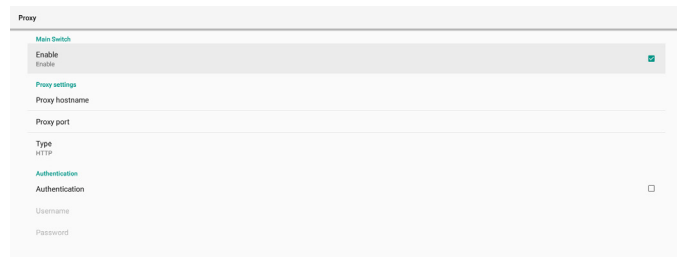 Proxy
Main Switch
Enable
Enable
Proxy settings
Proxy hostname
Proxy port
Type
HTTP
Authentication
Authentication
Username
Password